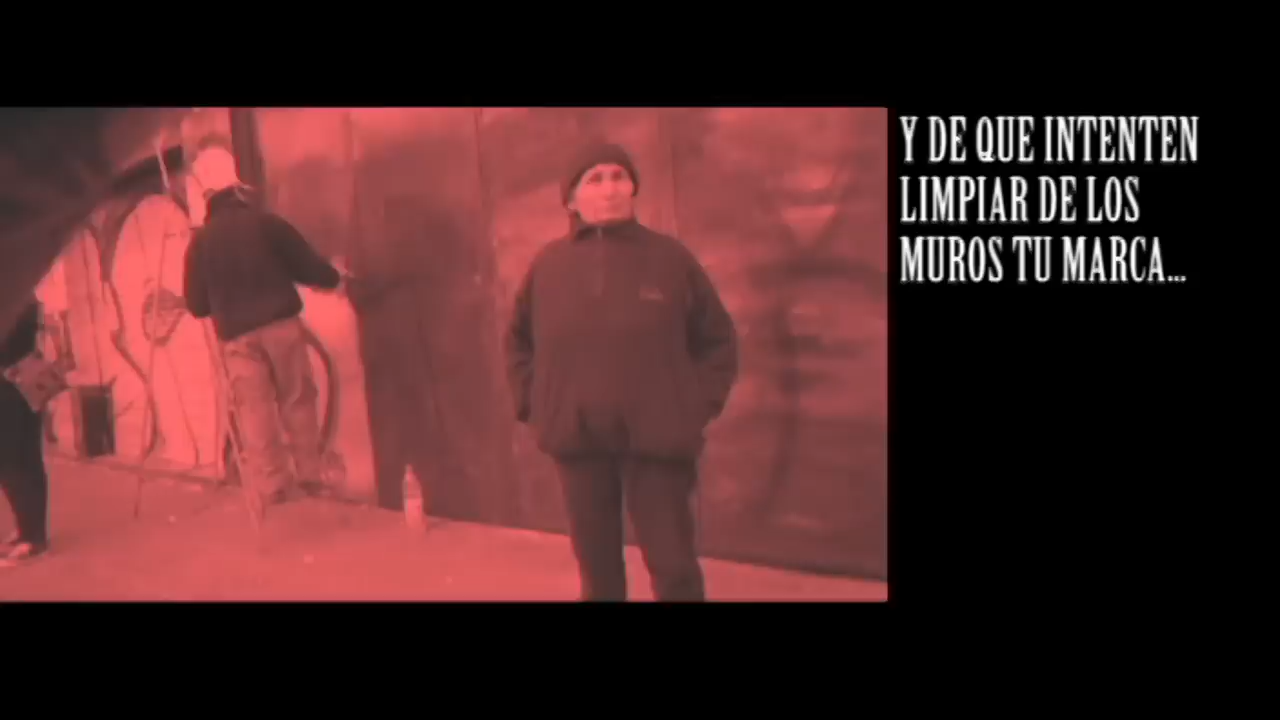 Y DE QUE INTENTEN
LIMPIAR DE LOS
MUROS TU MARCA...